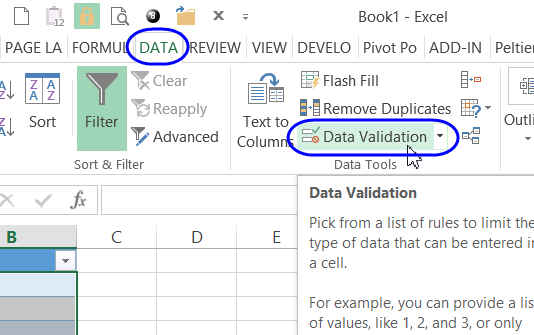 12
Book1 - Excel
PAGE LA FORMUL DATA REVIEW VIEW DEVELO Pivot Po ADD-IN Peltier
A
Z
Z A
A Z
Sort
Filter
Clear
Reapply
Advanced
Sort & Filter
Text to
Columns
Flash Fill
Remove Duplicates
Data Validation
Data Tools
Outli
fx
B C D E
Data Validation
Pick from a list of rules to limit the
type of data that can be entered in
a cell.
For example, you can provide a lis
of values, like 1, 2, and 3, or only